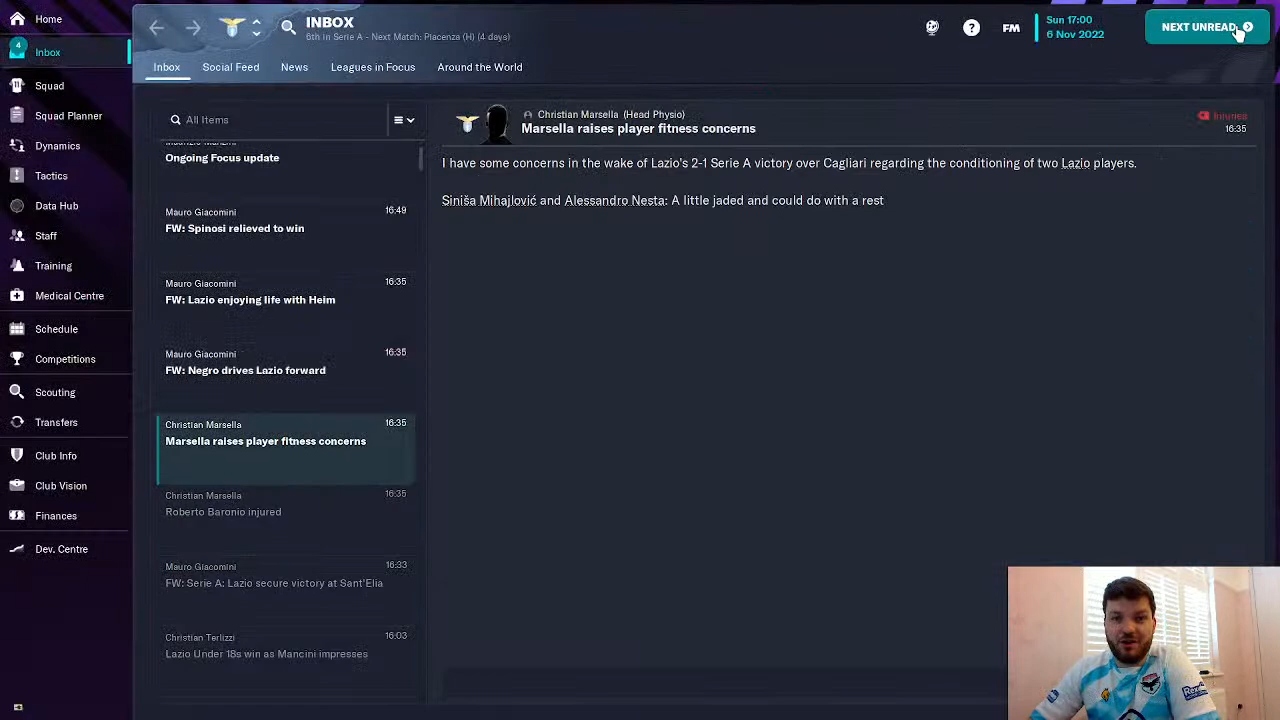 Home
4
Inbox
Squad
Squad Planner
Dynamics
Tactics
Data Hub
Staff
Training
Medical Centre
Schedule
Competitions
Scouting
Transfers
Club Info
Club Vision
Finances
Dev. Centre
INBOX
6th in Serie A - Next Match: Piacenza (H) (4 days)
?
FM
Sun 17:00
6 Nov 2022
NEXT UNREAD
Inbox
Social Feed
News
Leagues in Focus
Around the World
All Items
Ongoing Focus update
Mauro Giacomini
16:49
FW: Spinosi relieved to win
Mauro Giacomini
16:35
FW: Lazio enjoying life with Heim
Mauro Giacomini
16:35
FW: Negro drives Lazio forward
Christian Marsella
16:35
Marsella raises player fitness concerns
Christian Marsella
16:35
Roberto Baronio injured
Mauro Giacomini
16:33
FW: Serie A: Lazio secure victory at Sant'Elia
Christian Terlizzi
16:03
Lazio Under 18s win as Mancini impresses
Christian Marsella (Head Physio)
Marsella raises player fitness concerns
Injuries
16:35
I have some concerns in the wake of Lazio's 2-1 Serie A victory over Cagliari regarding the conditioning of two Lazio players.
Siniša Mihajlović and Alessandro Nesta: A little jaded and could do with a rest